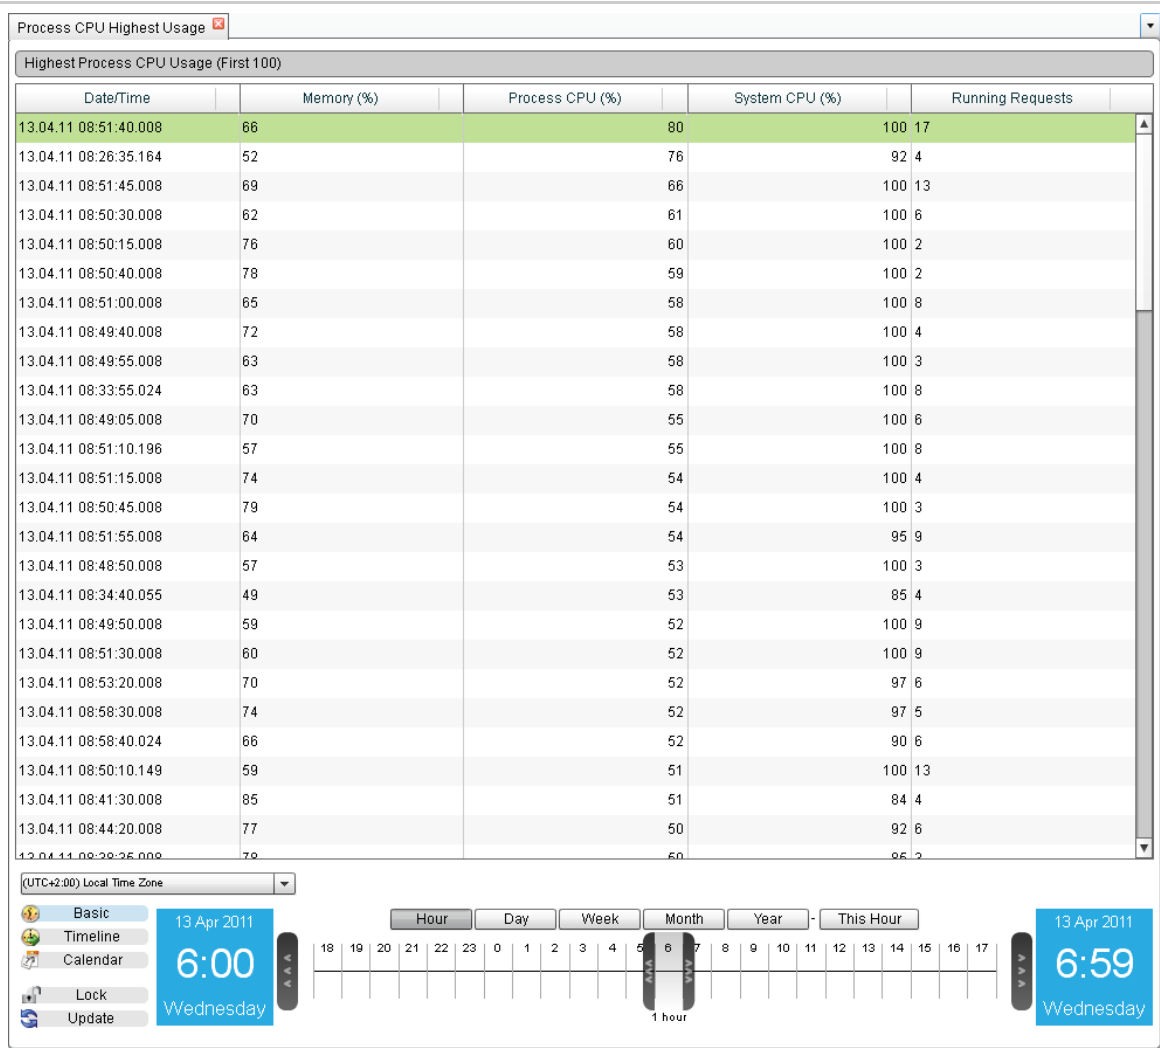 Process CPU Highest Usage
Highest Process CPU Usage (First 100)
Date/Time Memory (%) Process CPU (%) System CPU (%) Running Requests
13.04.11 08:51:40.008 66 80 100 17
13.04.11 08:26:35.164 52 76 92 4
13.04.11 08:51:45.008 69 66 100 13
13.04.11 08:50:30.008 62 61 100 6
13.04.11 08:50:15.008 76 60 100 2
13.04.11 08:50:40.008 78 59 100 2
13.04.11 08:51:00.008 65 58 100 8
13.04.11 08:49:40.008 72 58 100 4
13.04.11 08:49:55.008 63 58 100 3
13.04.11 08:33:55.024 63 58 100 8
13.04.11 08:49:05.008 70 55 100 6
13.04.11 08:51:10.196 57 55 100 8
13.04.11 08:51:15.008 74 54 100 4
13.04.11 08:50:45.008 79 54 100 3
13.04.11 08:51:55.008 64 54 95 9
13.04.11 08:48:50.008 57 53 100 3
13.04.11 08:34:40.055 49 53 85 4
13.04.11 08:49:50.008 59 52 100 9
13.04.11 08:51:30.008 60 52 100 9
13.04.11 08:53:20.008 70 52 97 6
13.04.11 08:58:30.008 74 52 97 5
13.04.11 08:58:40.024 66 52 90 6
13.04.11 08:50:10.149 59 51 100 13
13.04.11 08:41:30.008 85 51 84 4
13.04.11 08:44:20.008 77 50 92 6
(UTC+2:00) Local Time Zone
Basic
Timeline
Calendar
Lock
Update
13 Apr 2011
6:00
Wednesday
Hour Day Week Month Year - This Hour
18 19 20 21 22 23 0 1 2 3 4 5 6 7 8 9 10 11 12 13 14 15 16 17
1 hour
13 Apr 2011
6:59
Wednesday